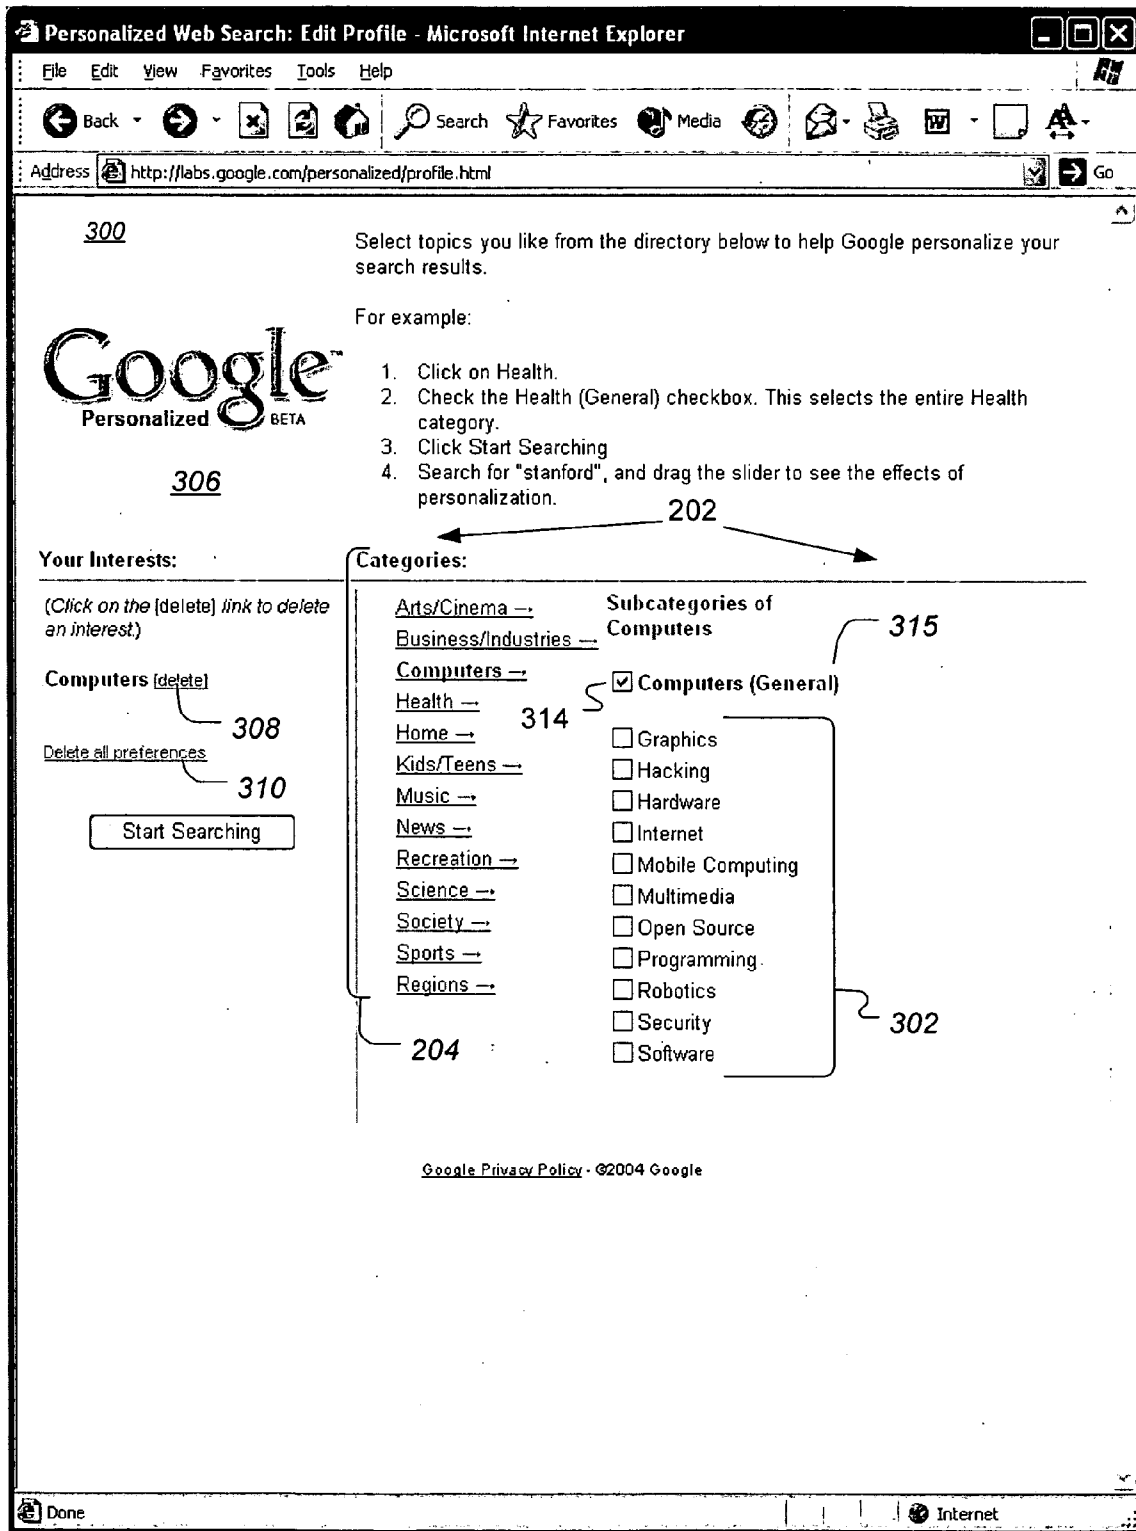 Personalized Web Search: Edit Profile - Microsoft Internet Explorer
File Edit View Favorites Tools Help
Back Search Favorites Media
Address http://labs.google.com/personalized/profile.html Go
300
Select topics you like from the directory below to help Google personalize your
search results.
For example:
Google™
Personalized BETA
306
1. Click on Health.
2. Check the Health (General) checkbox. This selects the entire Health
category.
3. Click Start Searching
4. Search for "stanford", and drag the slider to see the effects of
personalization.
202
Your Interests:
(Click on the [delete] link to delete
an interest.)
Computers [delete]
308
Delete all preferences
310
Start Searching
Categories:
Arts/Cinema →
Business/Industries →
Computers →
Health →
Home →
Kids/Teens →
Music →
News →
Recreation →
Science →
Society →
Sports →
Regions →
204
Subcategories of
Computers
315
Computers (General)
314
Graphics
Hacking
Hardware
Internet
Mobile Computing
Multimedia
Open Source
Programming
Robotics
Security
Software
302
Google Privacy Policy - ©2004 Google
Done Internet